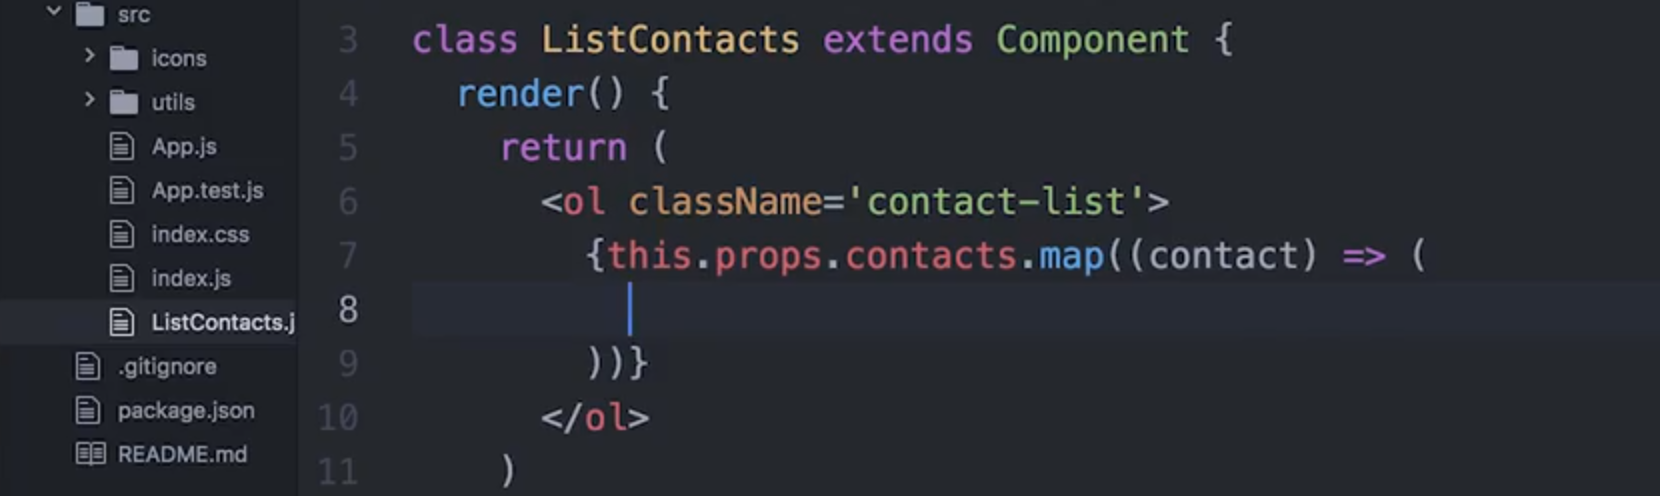 src
icons
utils
App.js
App.test.js
index.css
index.js
ListContacts.j
.gitignore
package.json
README.md
3 class ListContacts extends Component {
4 render() {
5 return (
6 <ol className='contact-list'>
7 {this.props.contacts.map((contact) => (
8
9 ))}
10 </ol>
11 )